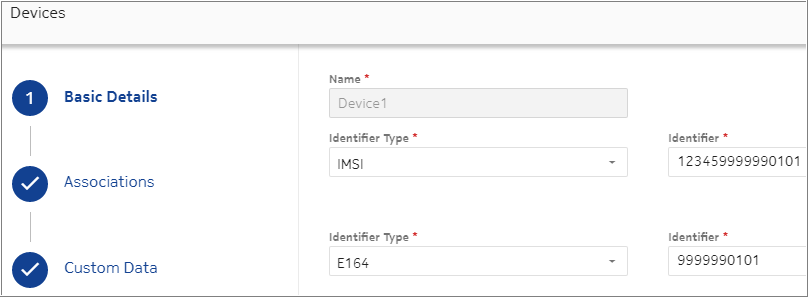 Devices
1 Basic Details
Associations
Custom Data
Name *
Device1
Identifier Type * Identifier *
IMSI 123459999990101
Identifier Type * Identifier *
E164 9999990101